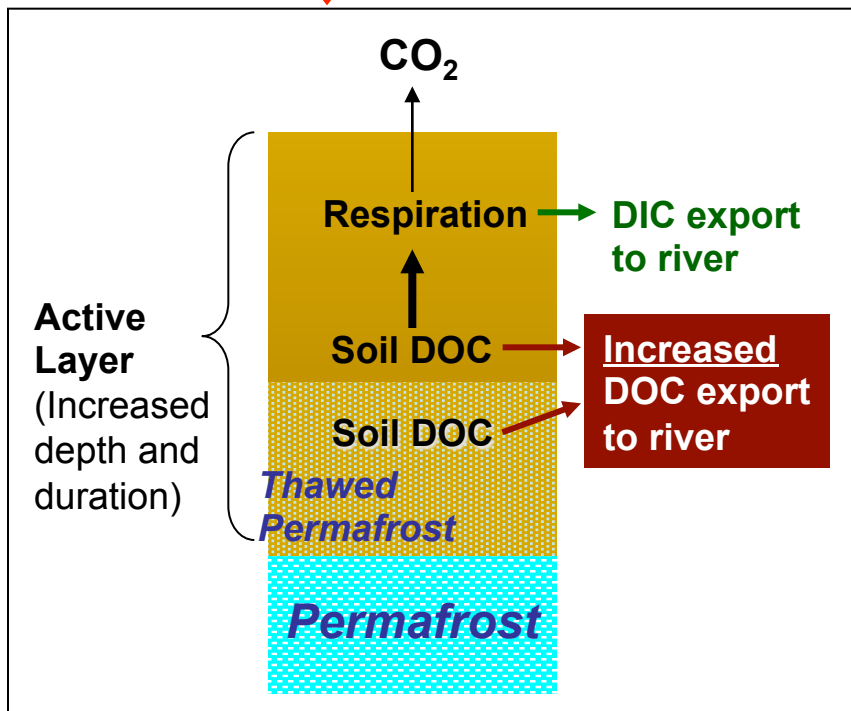 CO₂
Respiration
DIC export
to river
Active
Layer
(Increased
depth and
duration)
Soil DOC
Increased
DOC export
to river
Soil DOC
Thawed
Permafrost
Permafrost